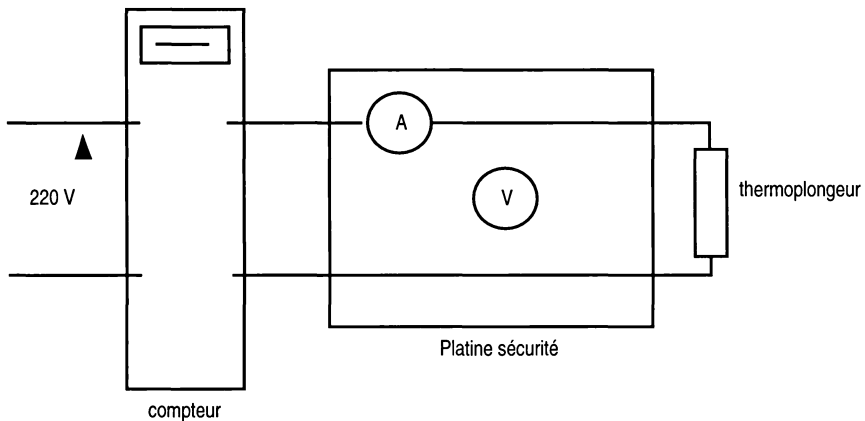 A
V
220 V
thermoplongeur
Platine sécurité
compteur